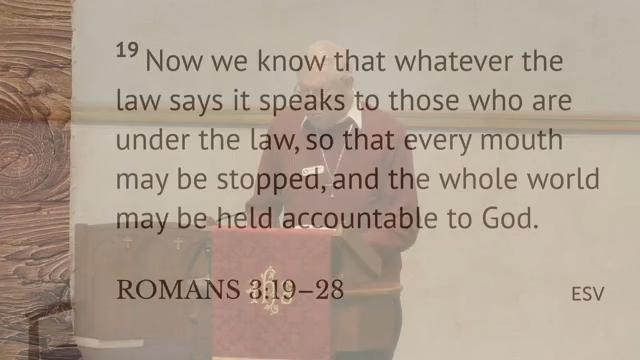 19 Now we know that whatever the
law says it speaks to those who are
under the law, so that every mouth
may be stopped, and the whole world
may be held accountable to God.
ROMANS 3:19–28
ESV